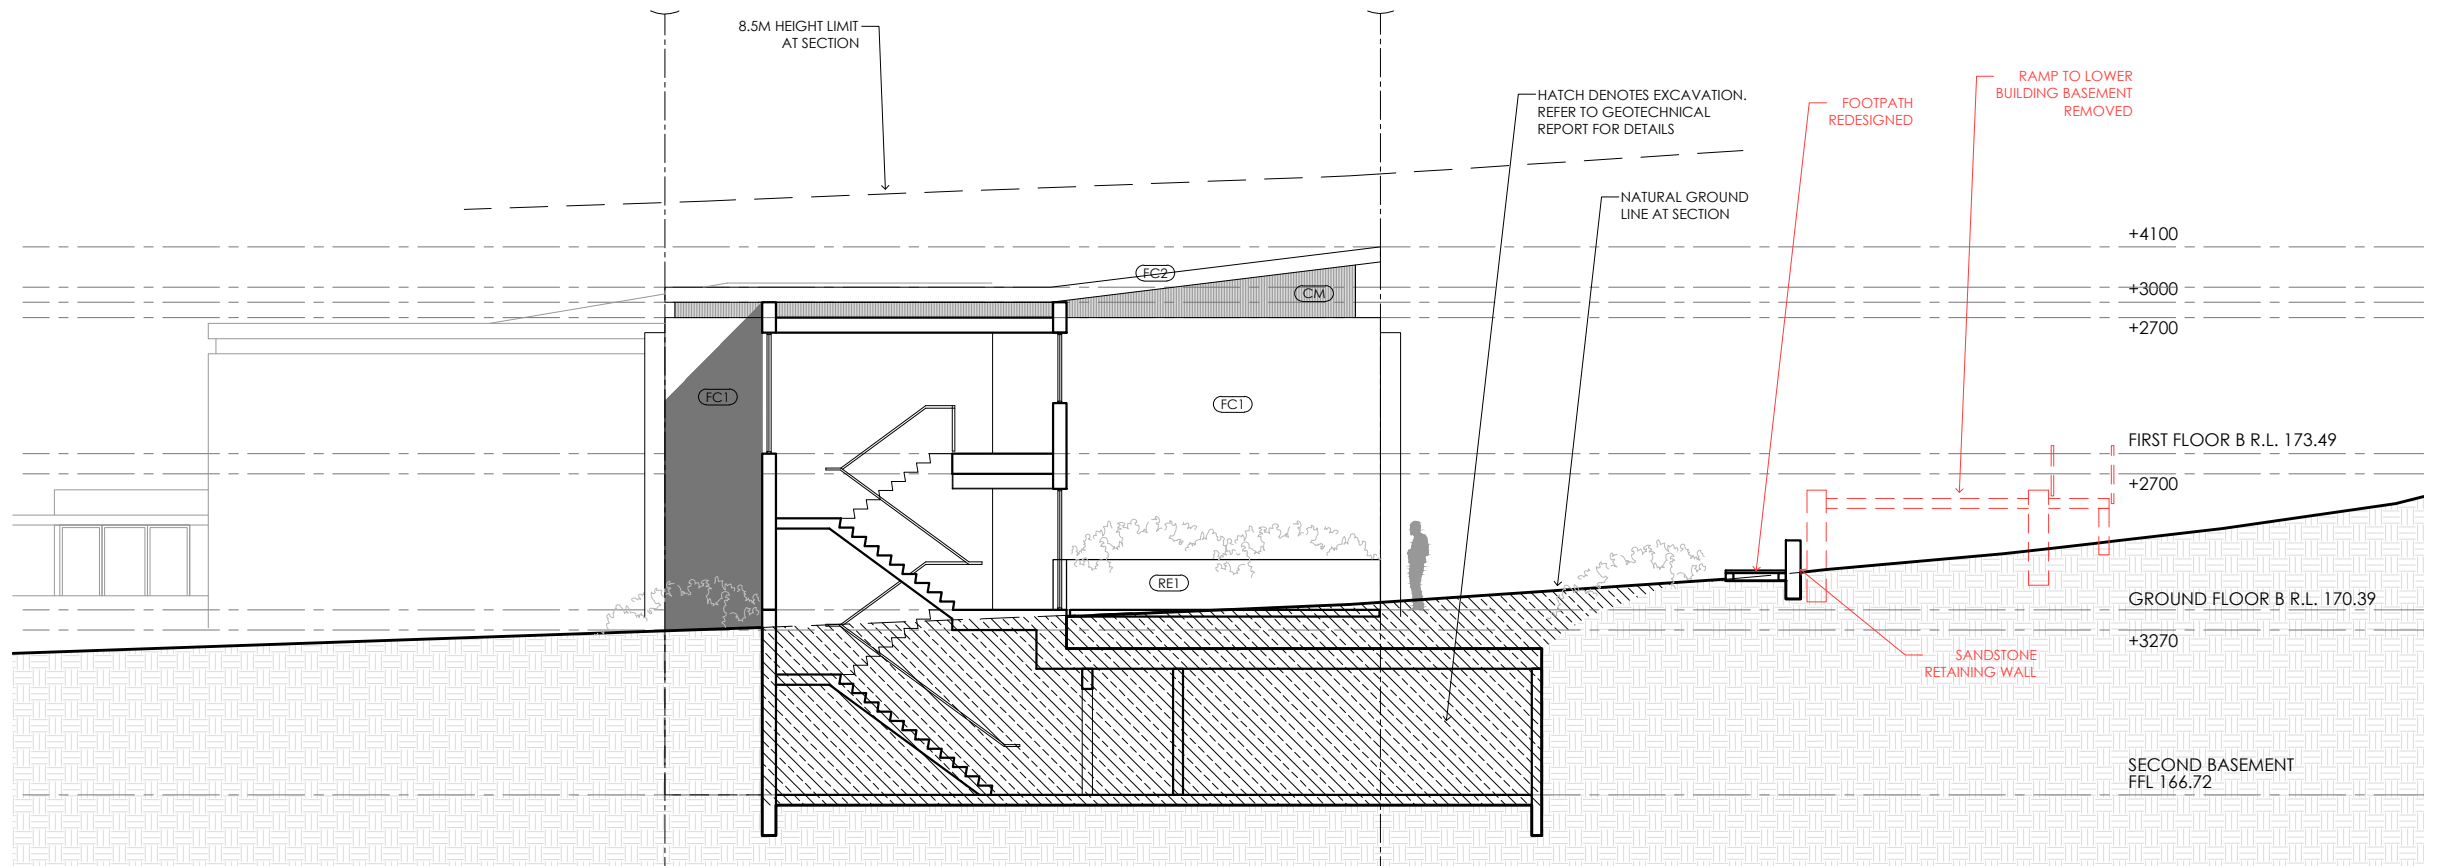 8.5M HEIGHT LIMIT
AT SECTION
HATCH DENOTES EXCAVATION.
REFER TO GEOTECHNICAL
REPORT FOR DETAILS
FOOTPATH
REDESIGNED
RAMP TO LOWER
BUILDING BASEMENT
REMOVED
NATURAL GROUND
LINE AT SECTION
+4100
FC2
CM
+3000
+2700
FC1
FC1
FIRST FLOOR B R.L. 173.49
+2700
RE1
GROUND FLOOR B R.L. 170.39
+3270
SANDSTONE
RETAINING WALL
SECOND BASEMENT
FFL 166.72